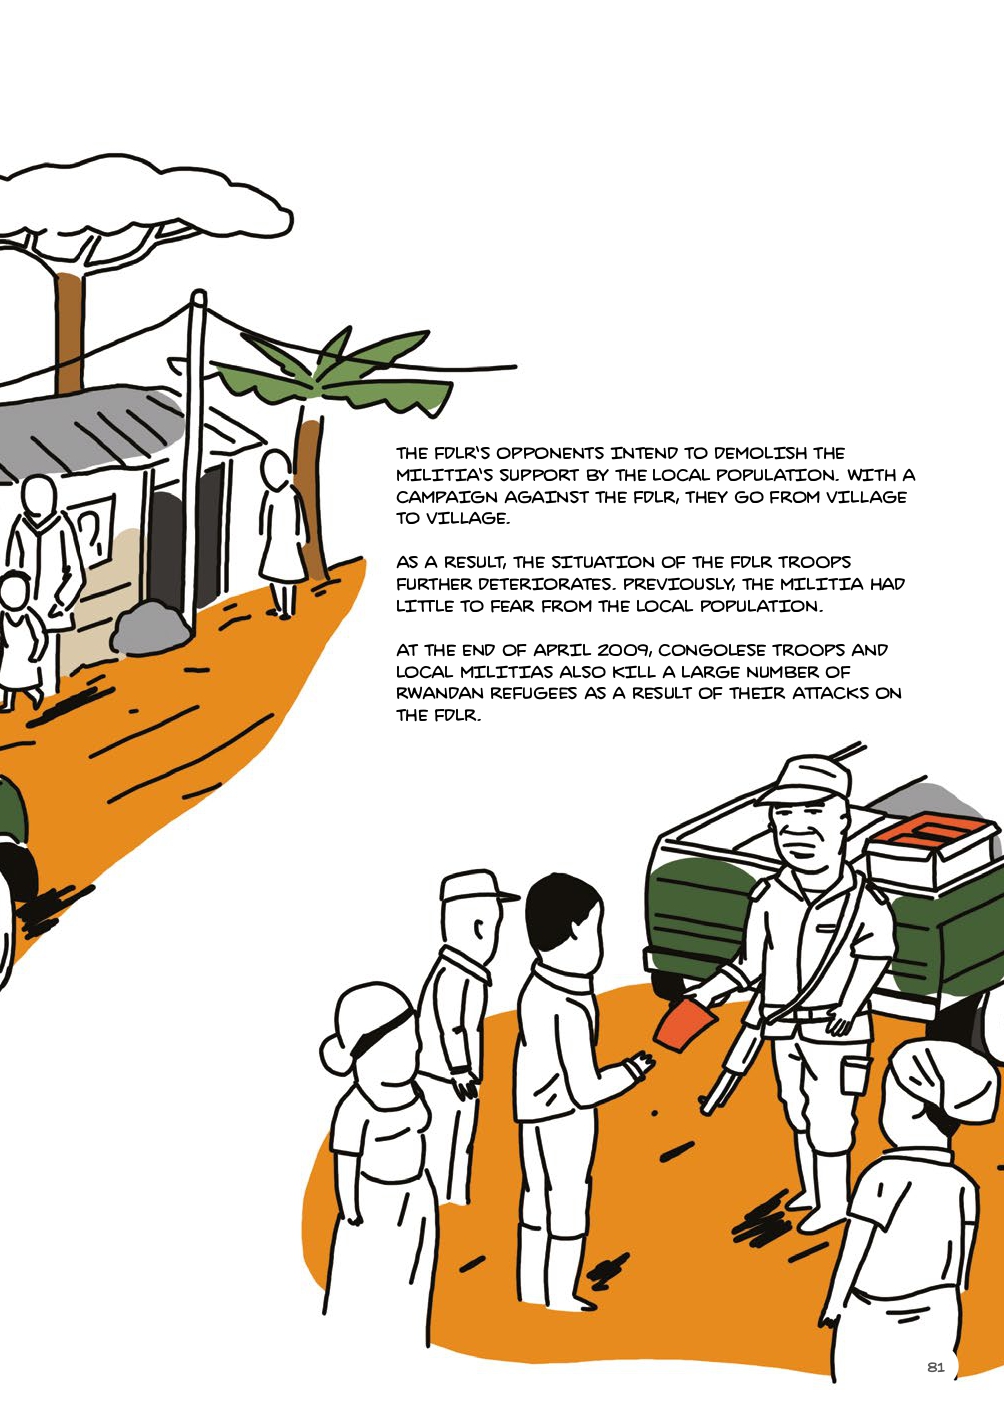 THE FDLR'S OPPONENTS INTEND TO DEMOLISH THE
MILITIA'S SUPPORT BY THE LOCAL POPULATION. WITH A
CAMPAIGN AGAINST THE FDLR, THEY GO FROM VILLAGE
TO VILLAGE.
AS A RESULT, THE SITUATION OF THE FDLR TROOPS
FURTHER DETERIORATES. PREVIOUSLY, THE MILITIA HAD
LITTLE TO FEAR FROM THE LOCAL POPULATION.
AT THE END OF APRIL 2009, CONGOLESE TROOPS AND
LOCAL MILITIAS ALSO KILL A LARGE NUMBER OF
RWANDAN REFUGEES AS A RESULT OF THEIR ATTACKS ON
THE FDLR.
81